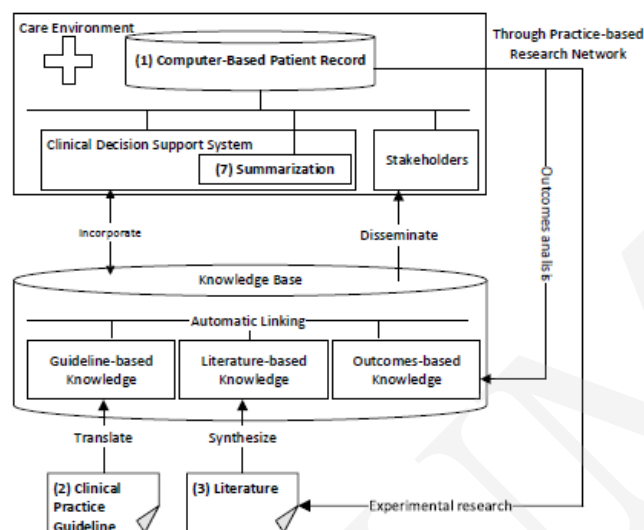 Care Environment
(1) Computer-Based Patient Record
Through Practice-based
Research Network
Clinical Decision Support System
(7) Summarization
Stakeholders
Outcomes analisis
Incorporate
Disseminate
Knowledge Base
Automatic Linking
Guideline-based
Knowledge
Literature-based
Knowledge
Outcomes-based
Knowledge
Translate
Synthesize
(2) Clinical
Practice
Guideline
(3) Literature
Experimental research